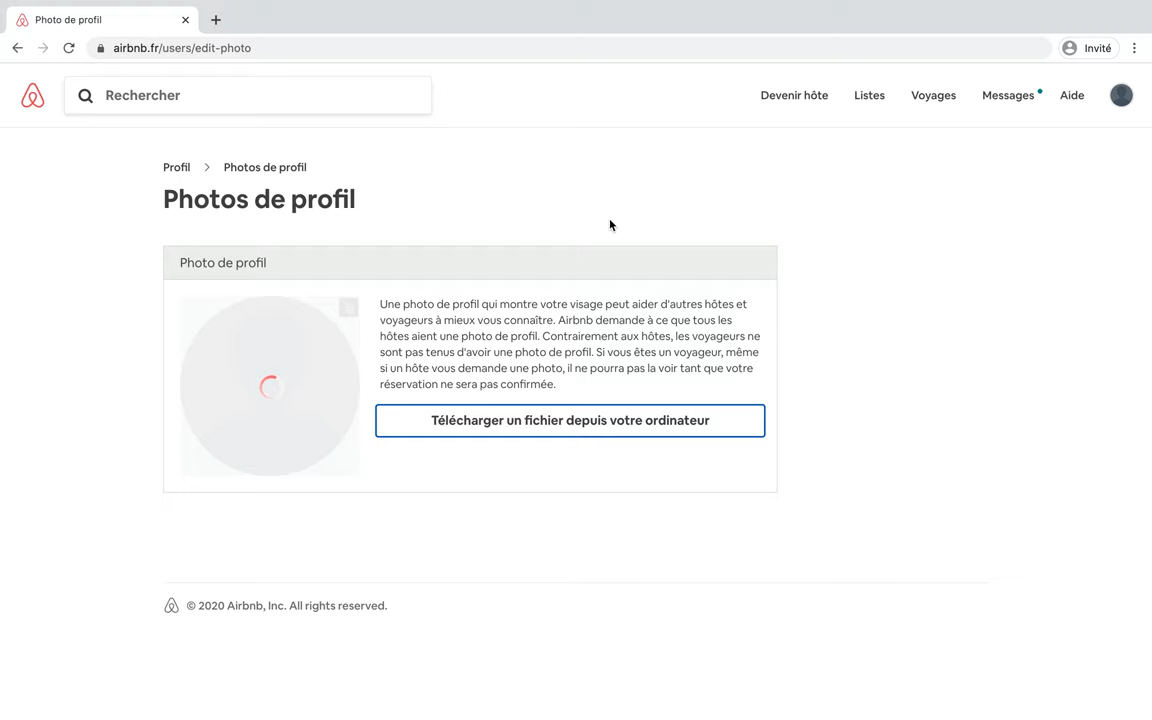 Photo de profil
airbnb.fr/users/edit-photo
Invité
Rechercher
Devenir hôte
Listes
Voyages
Messages
Aide
Profil
Photos de profil
Photos de profil
Photo de profil
Une photo de profil qui montre votre visage peut aider d'autres hôtes et
voyageurs à mieux vous connaître. Airbnb demande à ce que tous les
hôtes aient une photo de profil. Contrairement aux hôtes, les voyageurs ne
sont pas tenus d'avoir une photo de profil. Si vous êtes un voyageur, même
si un hôte vous demande une photo, il ne pourra pas la voir tant que votre
réservation ne sera pas confirmée.
Télécharger un fichier depuis votre ordinateur
© 2020 Airbnb, Inc. All rights reserved.